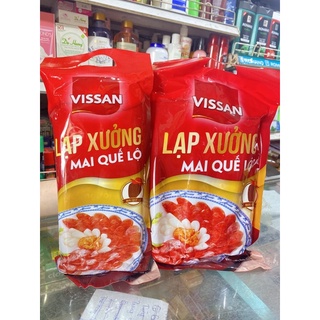 VISSAN
LẠP XƯỞNG
MAI QUẾ LỘ
VISSAN
LẠP XƯỞNG
MAI QUẾ LỘ